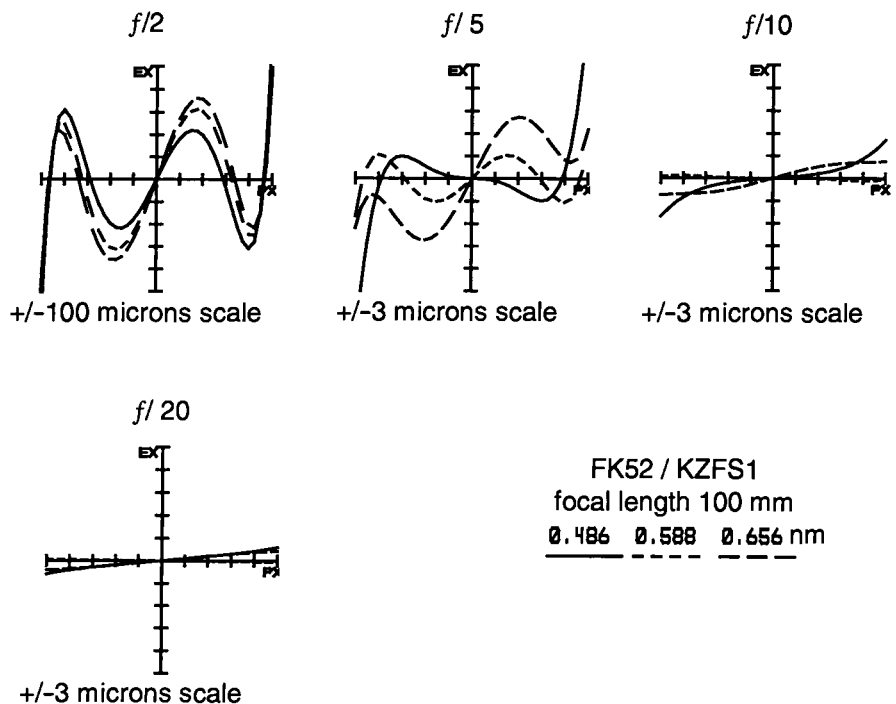 f/2
EX
PX
+/-100 microns scale
f/ 5
EX
PX
+/-3 microns scale
f/10
EX
PX
+/-3 microns scale
f/ 20
EX
PX
+/-3 microns scale
FK52 / KZFS1
focal length 100 mm
0.486 0.588 0.656 nm